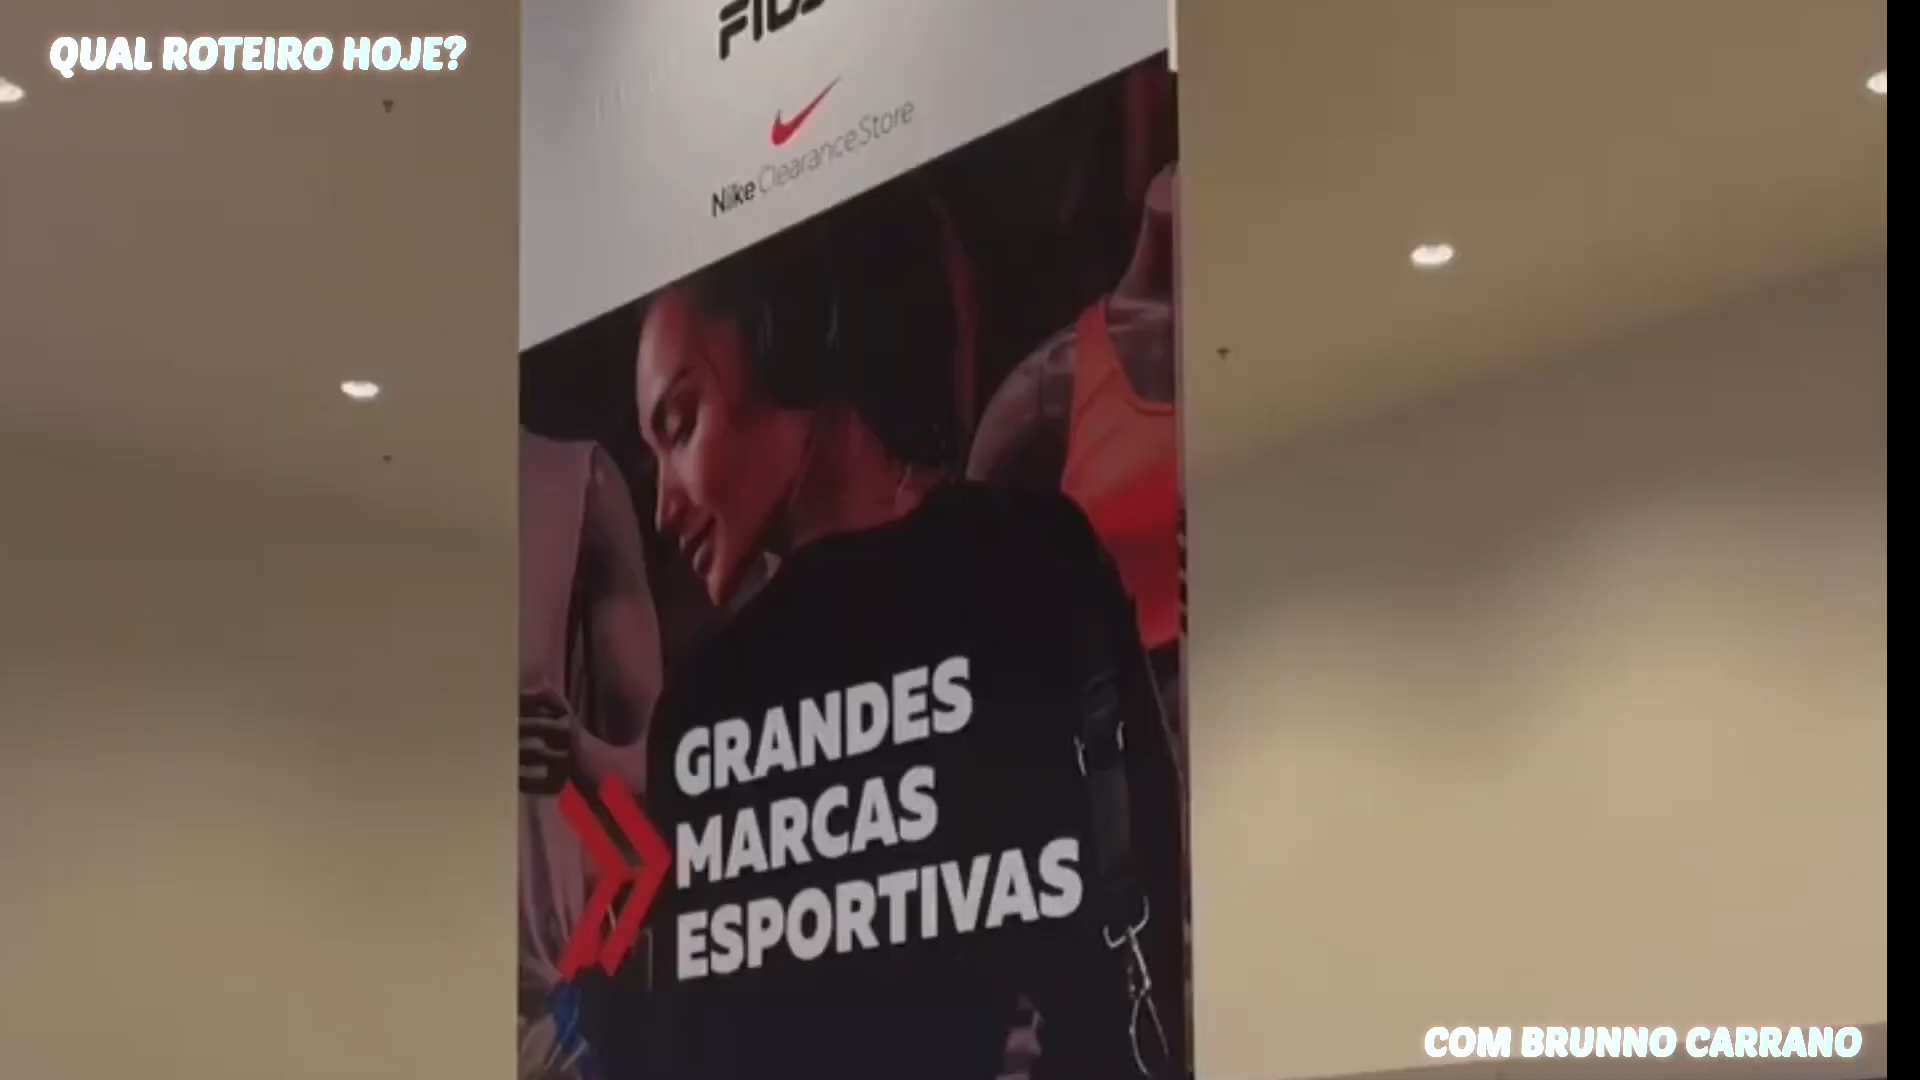 QUAL ROTEIRO HOJE?
Nike Clearance Store
GRANDES
MARCAS
ESPORTIVAS
COM BRUNNO CARRANO